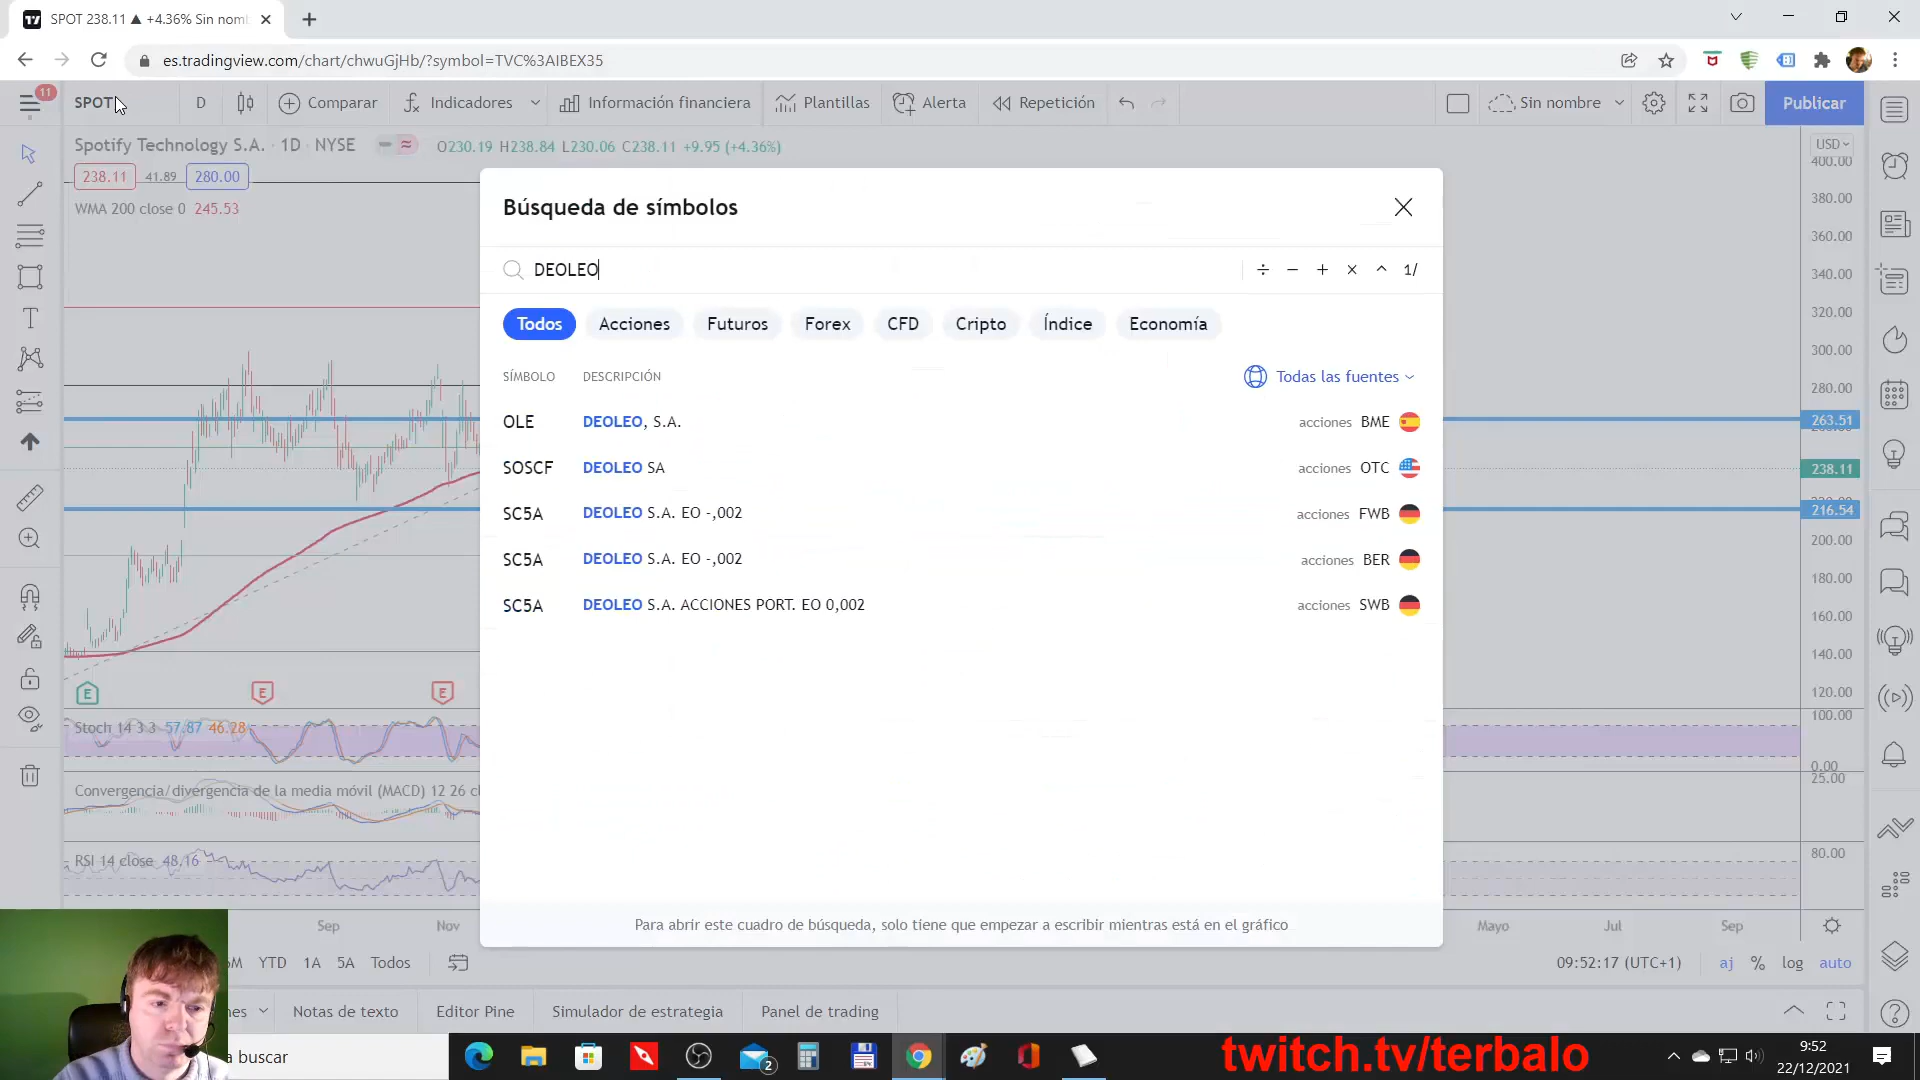 SPOT 238.11 ▲ +4.36% Sin nom
es.tradingview.com/chart/chwuGjHb/?symbol=TVC%3AIBEX35
11
SPOT
D
Comparar
Indicadores
Información financiera
Plantillas
Alerta
Repetición
Sin nombre
Publicar
Spotify Technology S.A. · 1D · NYSE
O230.19 H238.84 L230.06 C238.11 +9.95 (+4.36%)
238.11
41.89
280.00
WMA 200 close 0 245.53
USD
400.00
380.00
360.00
340.00
320.00
300.00
280.00
263.51
238.11
216.54
200.00
180.00
160.00
140.00
120.00
100.00
0.00
25.00
80.00
Búsqueda de símbolos
DEOLEO
÷ − + × ^ 1/
Todos
Acciones
Futuros
Forex
CFD
Cripto
Índice
Economía
SÍMBOLO
DESCRIPCIÓN
Todas las fuentes
OLE DEOLEO, S.A. acciones BME
SOSCF DEOLEO SA acciones OTC
SC5A DEOLEO S.A. EO -,002 acciones FWB
SC5A DEOLEO S.A. EO -,002 acciones BER
SC5A DEOLEO S.A. ACCIONES PORT. EO 0,002 acciones SWB
Para abrir este cuadro de búsqueda, solo tiene que empezar a escribir mientras está en el gráfico
E
E
E
Stoch 14 3 3 57.87 46.28
Convergencia/divergencia de la media móvil (MACD) 12 26 cl
RSI 14 close 48.16
Sep
Nov
Mayo
Jul
Sep
6M
YTD
1A
5A
Todos
09:52:17 (UTC+1)
aj
%
log
auto
nes
Notas de texto
Editor Pine
Simulador de estrategia
Panel de trading
a buscar
2
twitch.tv/terbalo
9:52
22/12/2021